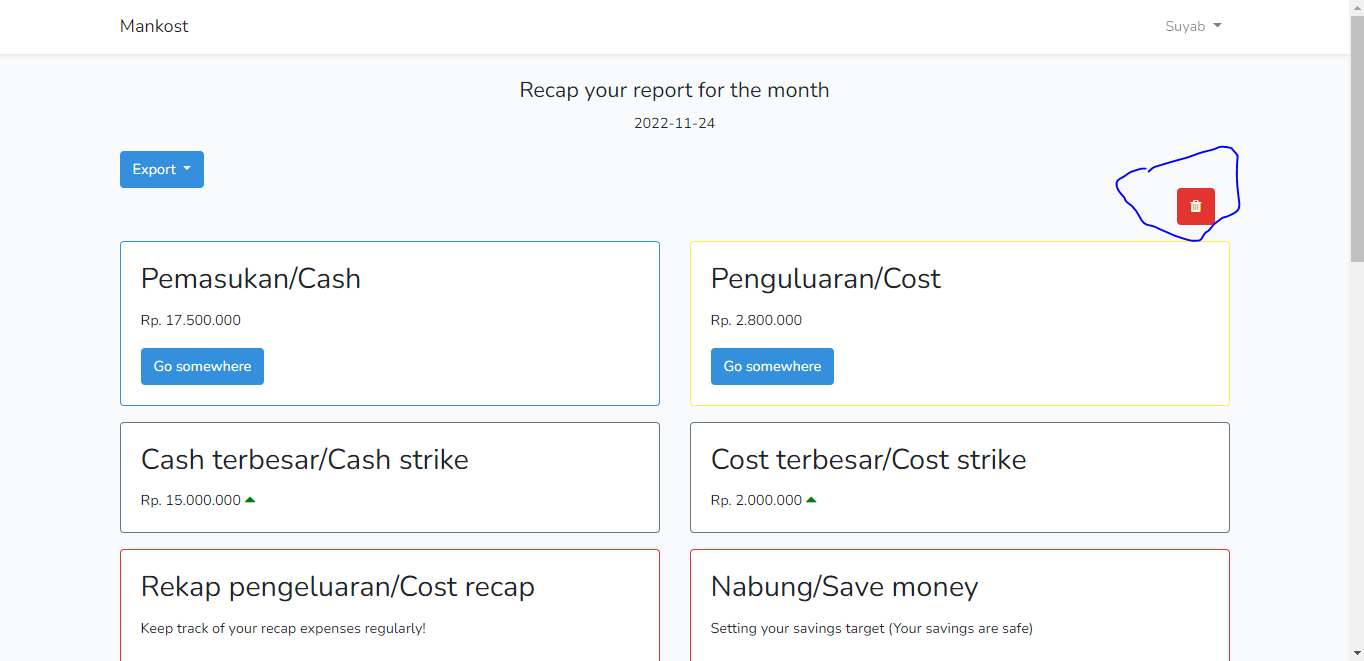 Mankost
Suyab
Recap your report for the month
2022-11-24
Export
Pemasukan/Cash
Rp. 17.500.000
Go somewhere
Penguluaran/Cost
Rp. 2.800.000
Go somewhere
Cash terbesar/Cash strike
Rp. 15.000.000
Cost terbesar/Cost strike
Rp. 2.000.000
Rekap pengeluaran/Cost recap
Keep track of your recap expenses regularly!
Nabung/Save money
Setting your savings target (Your savings are safe)